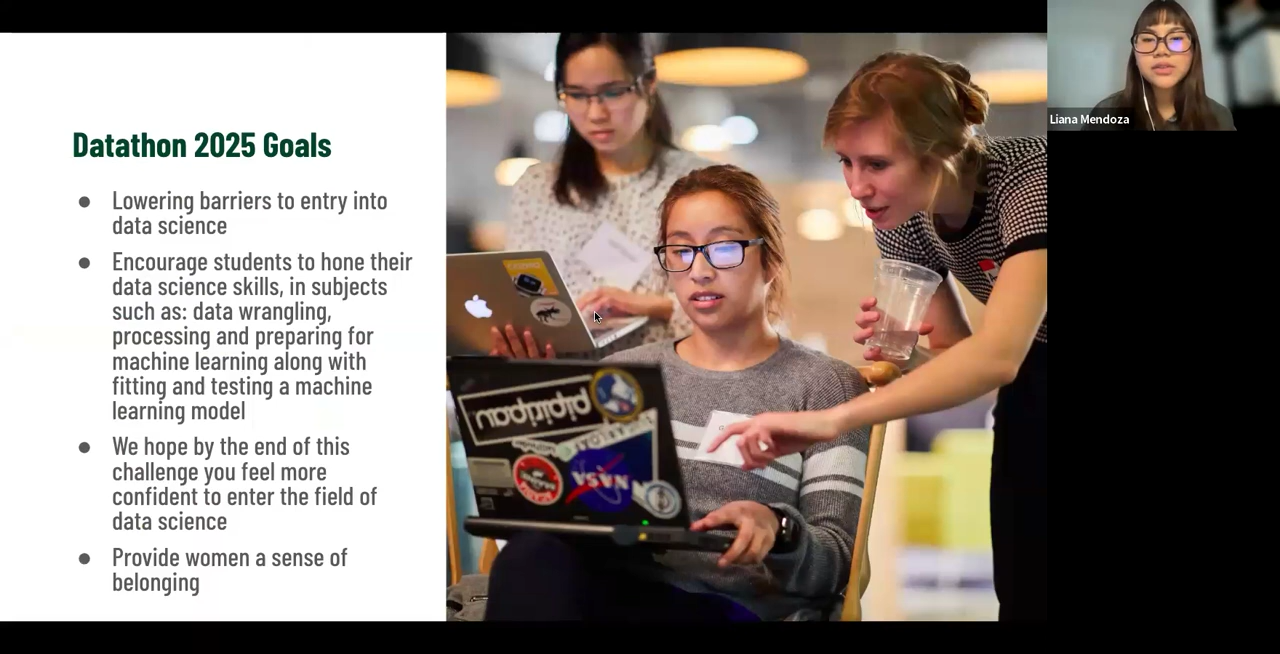 Datathon 2025 Goals
● Lowering barriers to entry into
data science
● Encourage students to hone their
data science skills, in subjects
such as: data wrangling,
processing and preparing for
machine learning along with
fitting and testing a machine
learning model
● We hope by the end of this
challenge you feel more
confident to enter the field of
data science
● Provide women a sense of
belonging
pipiripau
NASA
Liana Mendoza